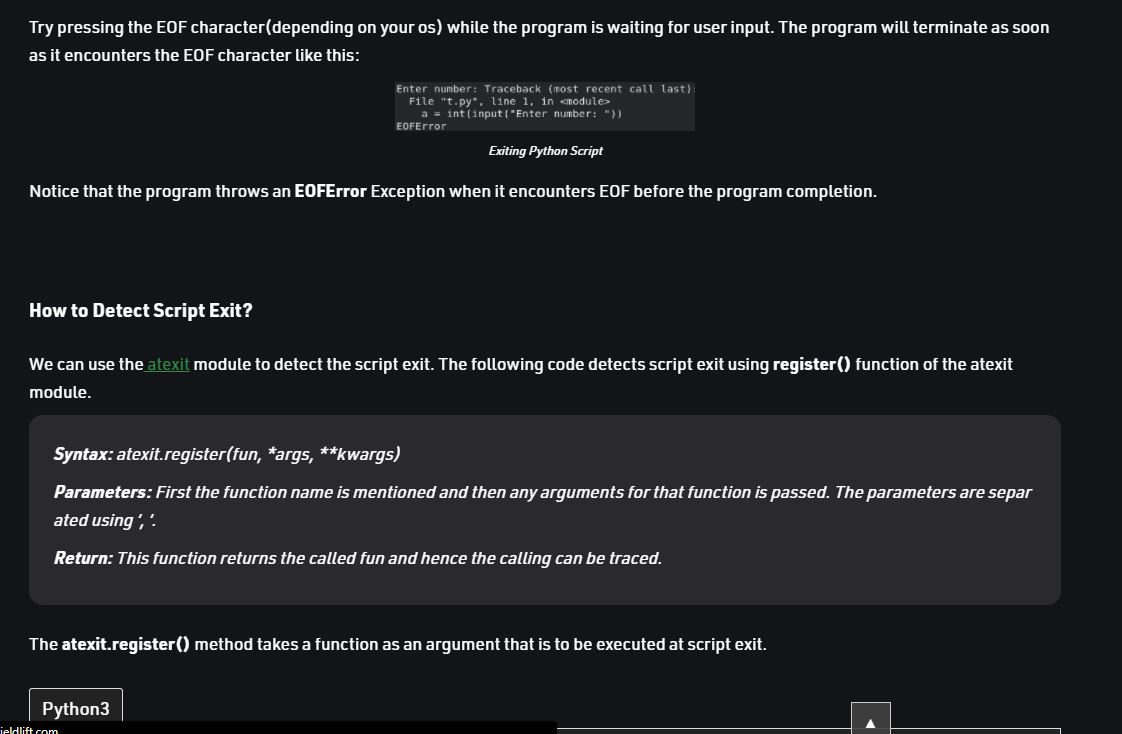 Try pressing the EOF character(depending on your os) while the program is waiting for user input. The program will terminate as soon
as it encounters the EOF character like this:
Enter number: Traceback (most recent call last):
  File "t.py", line 1, in <module>
    a = int(input("Enter number: "))
EOFError
Exiting Python Script
Notice that the program throws an EOFError Exception when it encounters EOF before the program completion.
How to Detect Script Exit?
We can use the atexit module to detect the script exit. The following code detects script exit using register() function of the atexit
module.
Syntax: atexit.register(fun, *args, **kwargs)
Parameters: First the function name is mentioned and then any arguments for that function is passed. The parameters are separ
ated using ‘, ‘.
Return: This function returns the called fun and hence the calling can be traced.
The atexit.register() method takes a function as an argument that is to be executed at script exit.
Python3
ieldlift.com